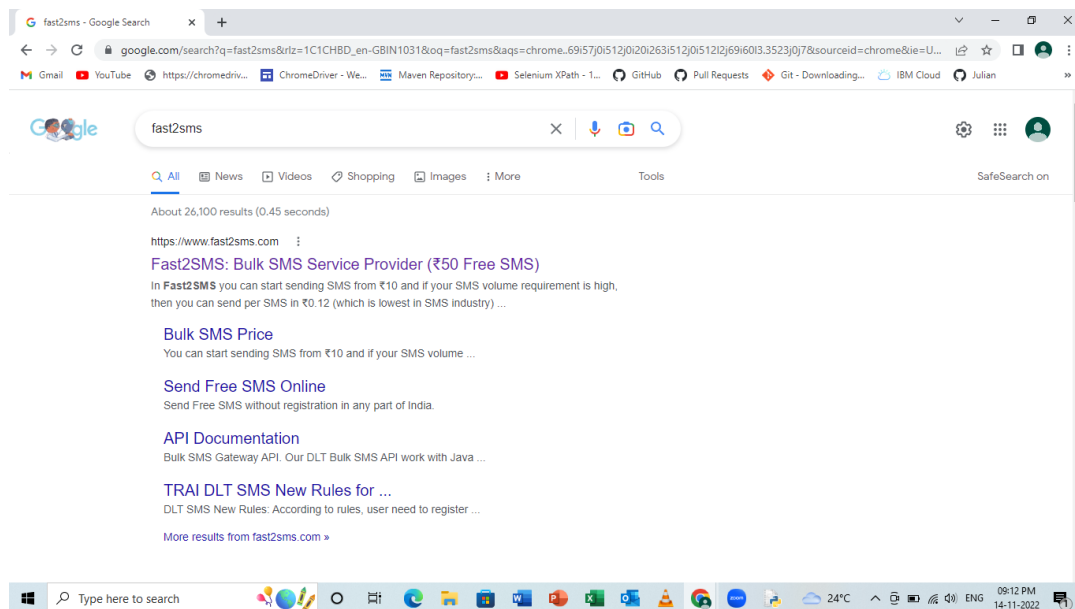 fast2sms - Google Search
google.com/search?q=fast2sms&rlz=1C1CHBD_en-GBIN1031&oq=fast2sms&aqs=chrome..69i57j0i512j0i20i263i512j0i512l2j69i60l3.3523j0j7&sourceid=chrome&ie=U...
Gmail YouTube https://chromedriv... ChromeDriver - We... MVN Maven Repository:... Selenium XPath - 1... GitHub Pull Requests Git - Downloading... IBM Cloud Julian »
Google
fast2sms
All News Videos Shopping Images More Tools SafeSearch on
About 26,100 results (0.45 seconds)
https://www.fast2sms.com
Fast2SMS: Bulk SMS Service Provider (₹50 Free SMS)
In Fast2SMS you can start sending SMS from ₹10 and if your SMS volume requirement is high,
then you can send per SMS in ₹0.12 (which is lowest in SMS industry) ...
Bulk SMS Price
You can start sending SMS from ₹10 and if your SMS volume ...
Send Free SMS Online
Send Free SMS without registration in any part of India.
API Documentation
Bulk SMS Gateway API. Our DLT Bulk SMS API work with Java ...
TRAI DLT SMS New Rules for ...
DLT SMS New Rules: According to rules, user need to register ...
More results from fast2sms.com »
Type here to search
24°C ENG 09:12 PM
14-11-2022